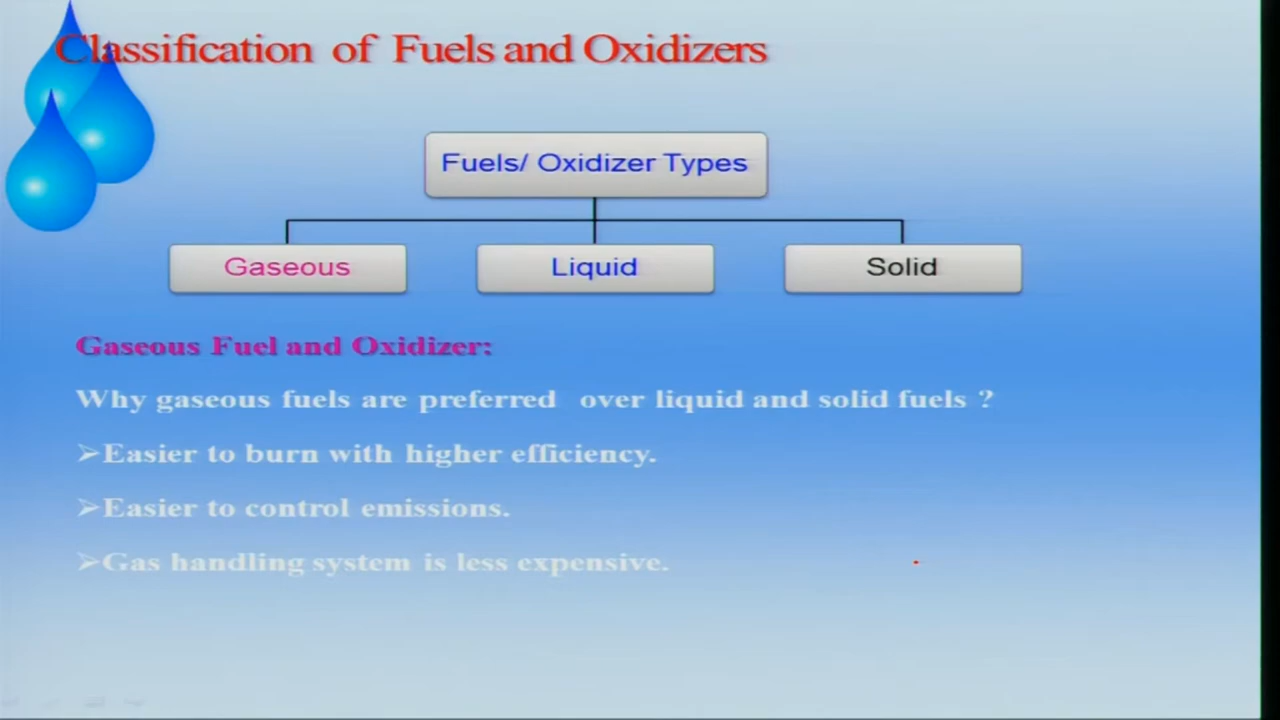 Classification of Fuels and Oxidizers
Fuels/ Oxidizer Types
Gaseous
Liquid
Solid
Gaseous Fuel and Oxidizer:
Why gaseous fuels are preferred over liquid and solid fuels ?
➢Easier to burn with higher efficiency.
➢Easier to control emissions.
➢Gas handling system is less expensive.